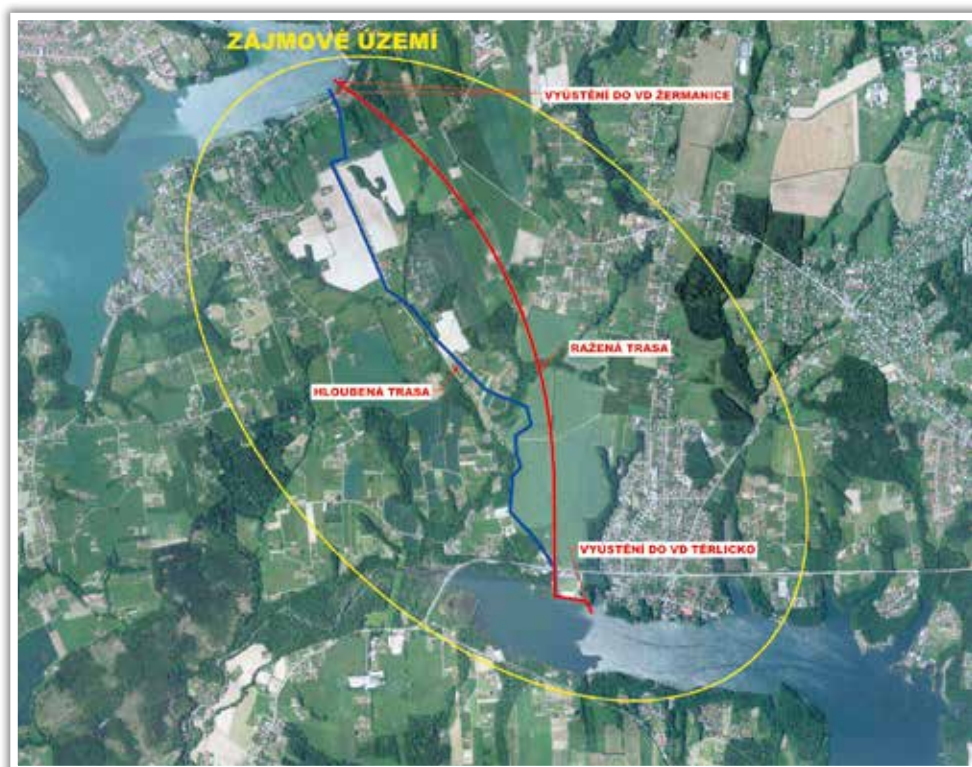 ZÁJMOVÉ ÚZEMÍ
VYÚSTĚNÍ DO VD ŽERMANICE
RAŽENÁ TRASA
HLOUBENÁ TRASA
VYÚSTĚNÍ DO VD TĚRLICKO